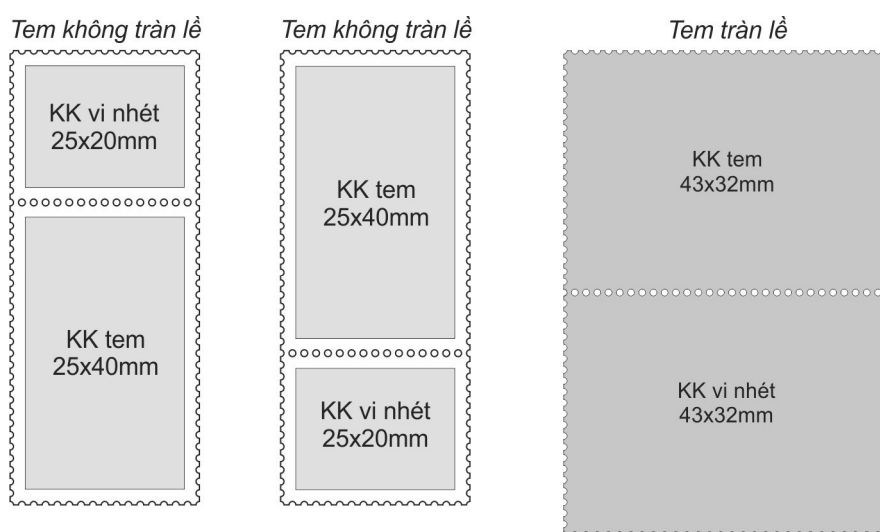 Tem không tràn lề
KK vi nhét
25x20mm
KK tem
25x40mm
Tem không tràn lề
KK tem
25x40mm
KK vi nhét
25x20mm
Tem tràn lề
KK tem
43x32mm
KK vi nhét
43x32mm